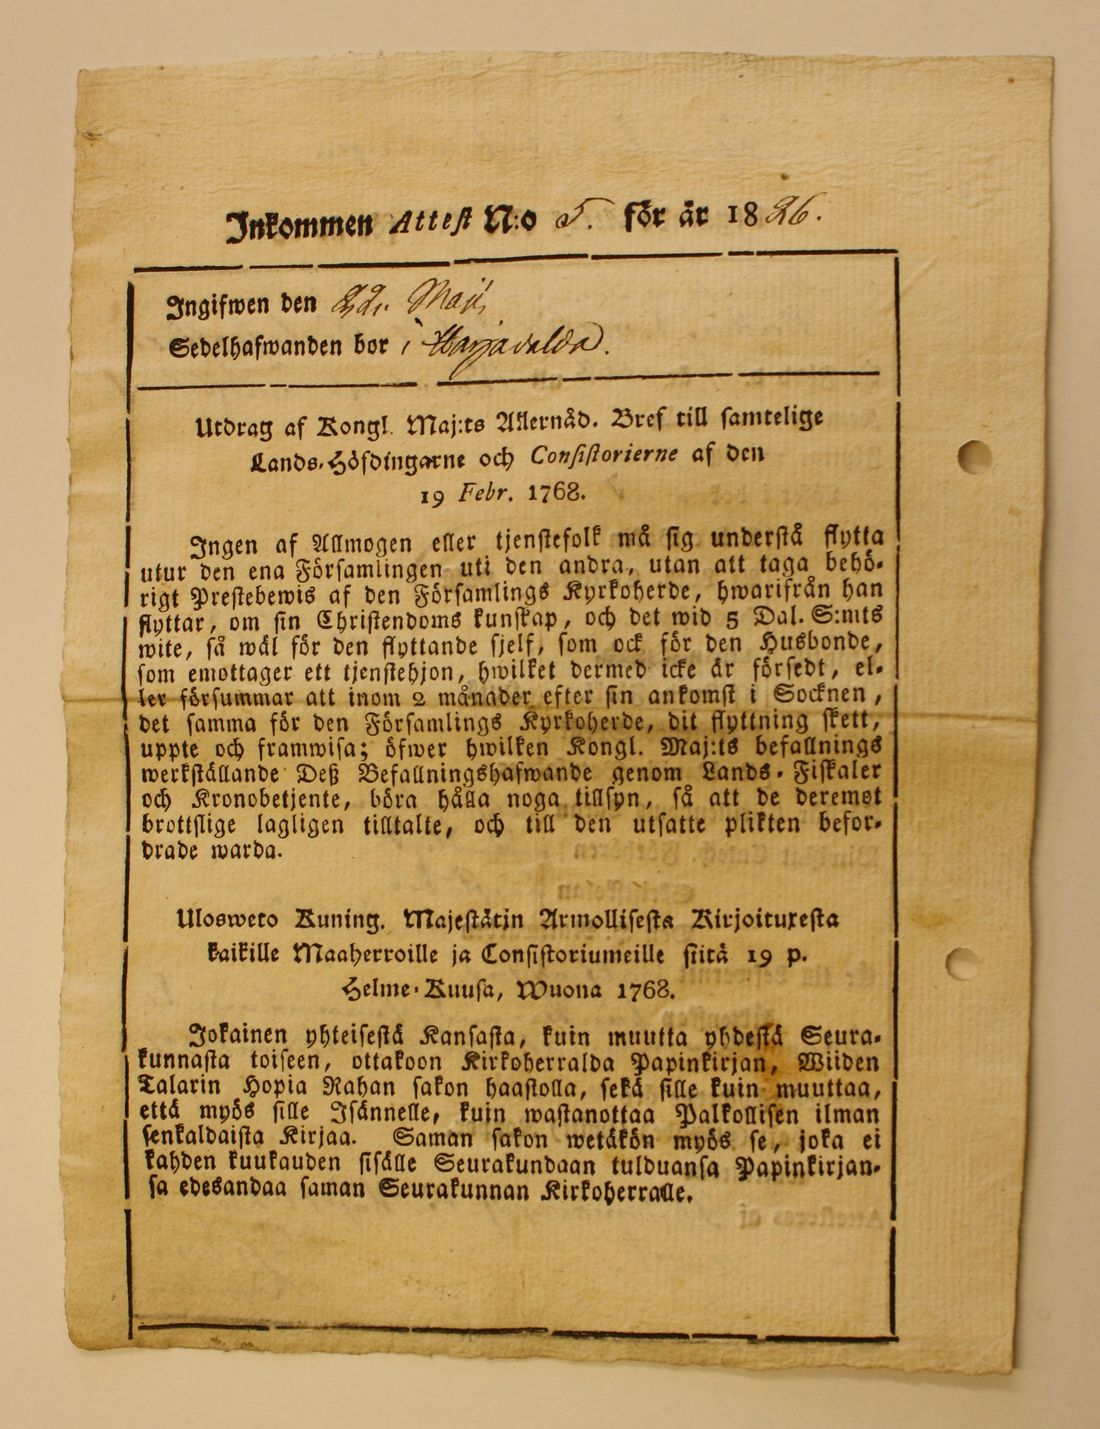 Inkommen Attest N:o 5. för år 1826.
Ingifwen den 22. Maji,
Sedelhafwanden bor i Harjavalda.
Utdrag af Kongl. Maj:ts Allernåd. Bref till samtelige
Lands-Höfdingarne och Consistorierne af den
19 Febr. 1768.
Ingen af Allmogen eller tjenstefolk må sig understå flytta
utur den ena Församlingen uti den andra, utan att taga behö-
rigt Prestebewis af den Församlings Kyrkoherde, hwarifrån han
flyttar, om sin Christendoms kunskap, och det wid 5 Dal. S:mts
wite, så wäl för den flyttande sjelf, som ock för den Husbonde,
som emottager ett tjenstehjon, hwilket dermed icke är försedt, el-
ler försummar att inom 2 månader efter sin ankomst i Socknen,
det samma för den Församlings Kyrkoherde, dit flyttning skett,
uppte och framwisa; öfwer hwilken Kongl. Maj:ts befallnings
werkställande Deß Befallningshafwande genom Lands-Fiskaler
och Kronobetjente, böra hålla noga tillsyn, så att de deremot
brottslige lagligen tilltalte, och till den utsatte plikten befor-
drade warda.
Ulosweto Kuning. Majestätin Armollisesta Kirjoituxesta
kaikille Maaherroille ja Consistoriumeille siitä 19 p.
Helme-Kuusa, Wuona 1768.
Jokainen yhteisestä Kansasta, kuin muutta yhdestä Seura-
kunnasta toiseen, ottakoon Kirkoherralda Papinkirjan, Wiiden
Talarin Hopia Rahan sakon haastolla, sekä sille kuin muuttaa,
että myös sille Isännelle, kuin wastanottaa Palkollisen ilman
senkaldaista Kirjaa. Saman sakon wetäkön myös se, joka ei
kahden kuukauden sisälle Seurakundaan tulduansa Papinkirjan-
sa edesandaa saman Seurakunnan Kirkoherralle.